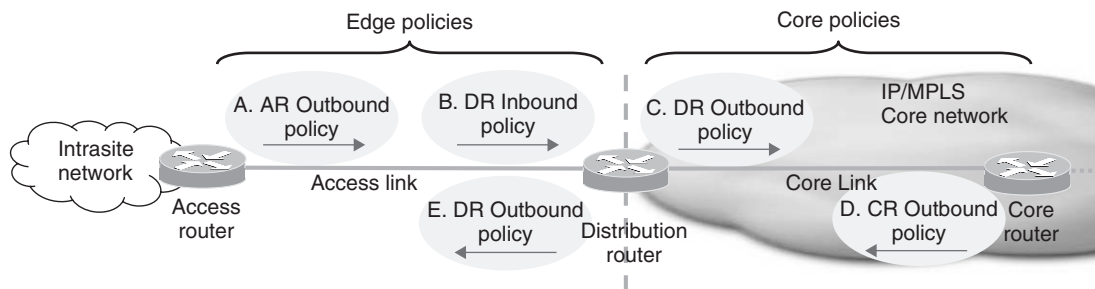 Edge policies
Core policies
A. AR Outbound
policy
B. DR Inbound
policy
C. DR Outbound
policy
IP/MPLS
Core network
Intrasite
network
Access link
Core Link
Access
router
E. DR Outbound
policy
Distribution
router
D. CR Outbound
policy
Core
router